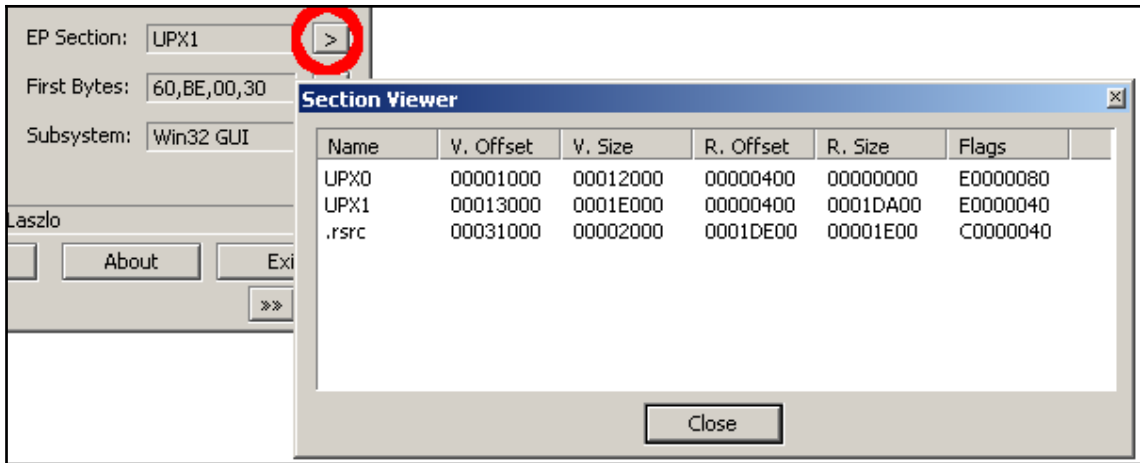 EP Section: UPX1 >
First Bytes: 60,BE,00,30
Subsystem: Win32 GUI
Laszlo
About
Exi
»»
Section Viewer
Name V. Offset V. Size R. Offset R. Size Flags
UPX0 00001000 00012000 00000400 00000000 E0000080
UPX1 00013000 0001E000 00000400 0001DA00 E0000040
.rsrc 00031000 00002000 0001DE00 00001E00 C0000040
Close